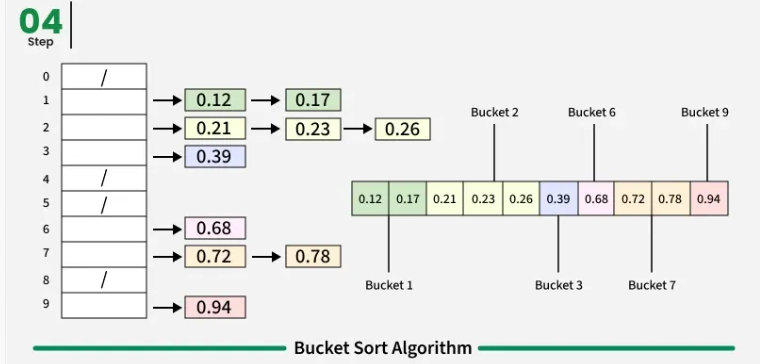 04
Step
0 /
1 0.12 0.17
2 0.21 0.23 0.26
3 0.39
4 /
5 /
6 0.68
7 0.72 0.78
8 /
9 0.94
Bucket 2 Bucket 6 Bucket 9
0.12 0.17 0.21 0.23 0.26 0.39 0.68 0.72 0.78 0.94
Bucket 1 Bucket 3 Bucket 7
Bucket Sort Algorithm